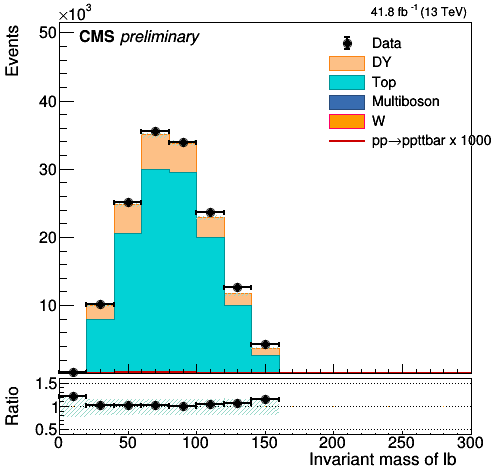 ×10³
41.8 fb⁻¹ (13 TeV)
CMS preliminary
Events
50
40
30
20
10
0
Data
DY
Top
Multiboson
W
pp→ppttbar x 1000
Ratio
1.5
1
0.5
0 50 100 150 200 250 300
Invariant mass of lb